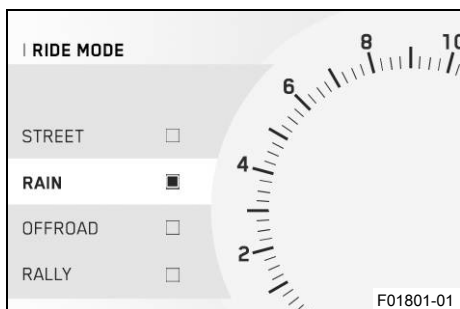 RIDE MODE
STREET
RAIN
OFFROAD
RALLY
2
4
6
8
10
F01801-01